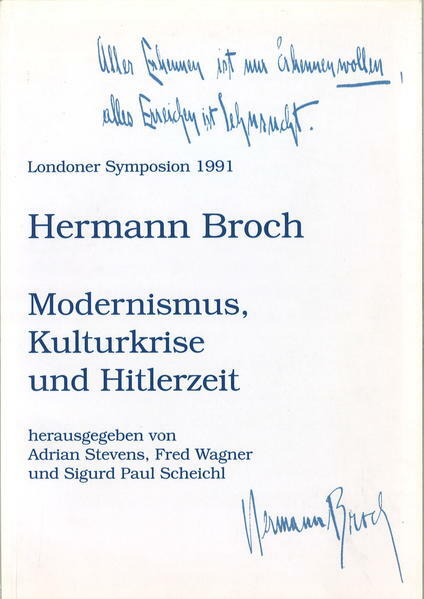 Alles Erkennen ist nur Erkennenwollen,
alles Erreichen ist Sehnsucht.
Londoner Symposion 1991
Hermann Broch
Modernismus,
Kulturkrise
und Hitlerzeit
herausgegeben von
Adrian Stevens, Fred Wagner
und Sigurd Paul Scheichl
Hermann Broch